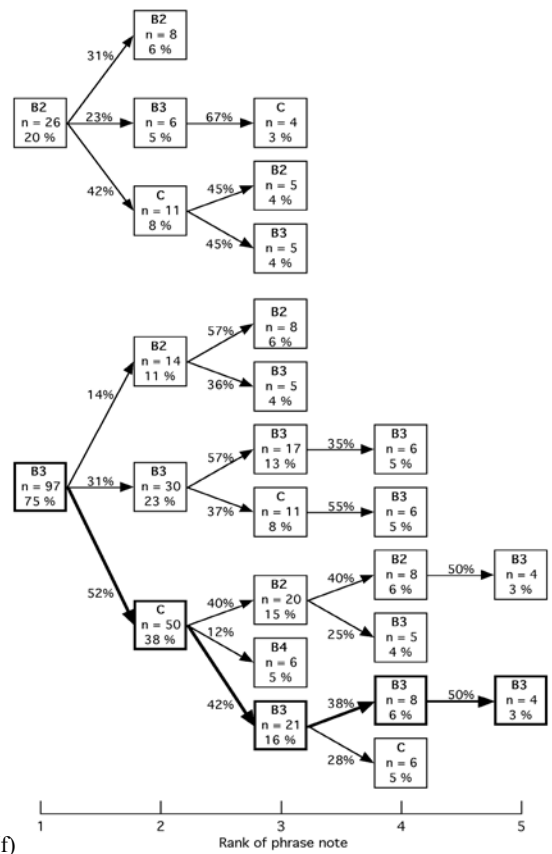 B2
n = 8
6 %
31%
B2
n = 26
20 %
23%
B3
n = 6
5 %
67%
C
n = 4
3 %
42%
C
n = 11
8 %
45%
B2
n = 5
4 %
45%
B3
n = 5
4 %
B2
n = 14
11 %
57%
B2
n = 8
6 %
36%
B3
n = 5
4 %
14%
B3
n = 97
75 %
31%
B3
n = 30
23 %
57%
B3
n = 17
13 %
35%
B3
n = 6
5 %
37%
C
n = 11
8 %
55%
B3
n = 6
5 %
52%
C
n = 50
38 %
40%
B2
n = 20
15 %
40%
B2
n = 8
6 %
50%
B3
n = 4
3 %
25%
B3
n = 5
4 %
12%
B4
n = 6
5 %
42%
B3
n = 21
16 %
38%
B3
n = 8
6 %
50%
B3
n = 4
3 %
28%
C
n = 6
5 %
1 2 3 4 5
Rank of phrase note
f)